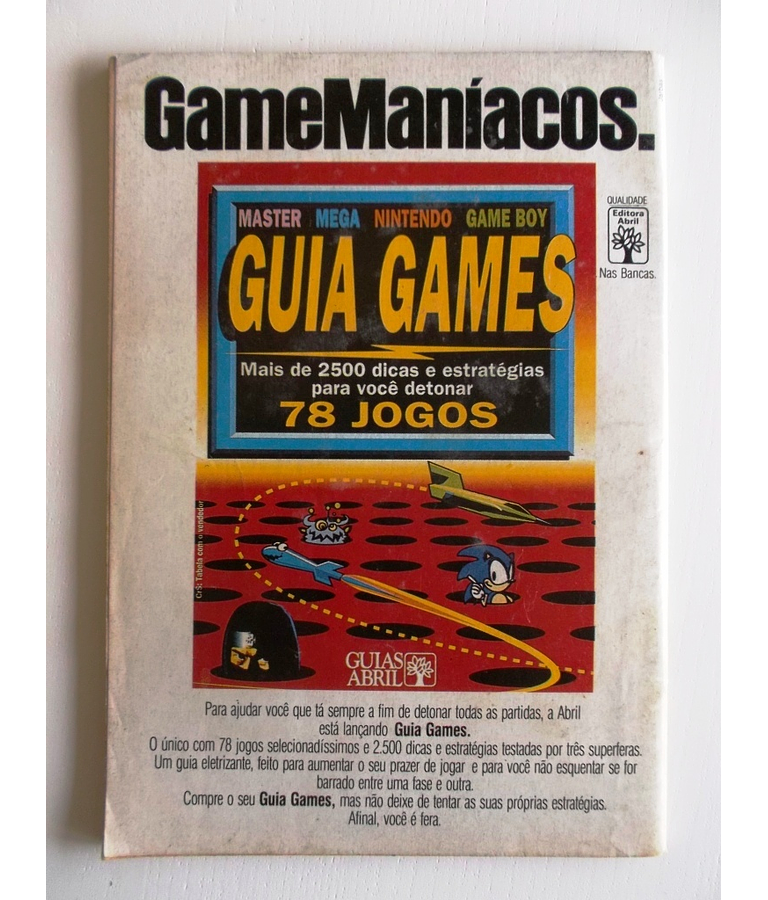 GameManíacos.
QUALIDADE
Editora
Abril
Nas Bancas.
MASTER MEGA NINTENDO GAME BOY
GUIA GAMES
Mais de 2500 dicas e estratégias
para você detonar
78 JOGOS
Cr$: Tabela com o vendedor
GUIAS
ABRIL
Para ajudar você que tá sempre a fim de detonar todas as partidas, a Abril
está lançando Guia Games.
O único com 78 jogos selecionadíssimos e 2.500 dicas e estratégias testadas por três superferas.
Um guia eletrizante, feito para aumentar o seu prazer de jogar e para você não esquentar se for
barrado entre uma fase e outra.
Compre o seu Guia Games, mas não deixe de tentar as suas próprias estratégias.
Afinal, você é fera.